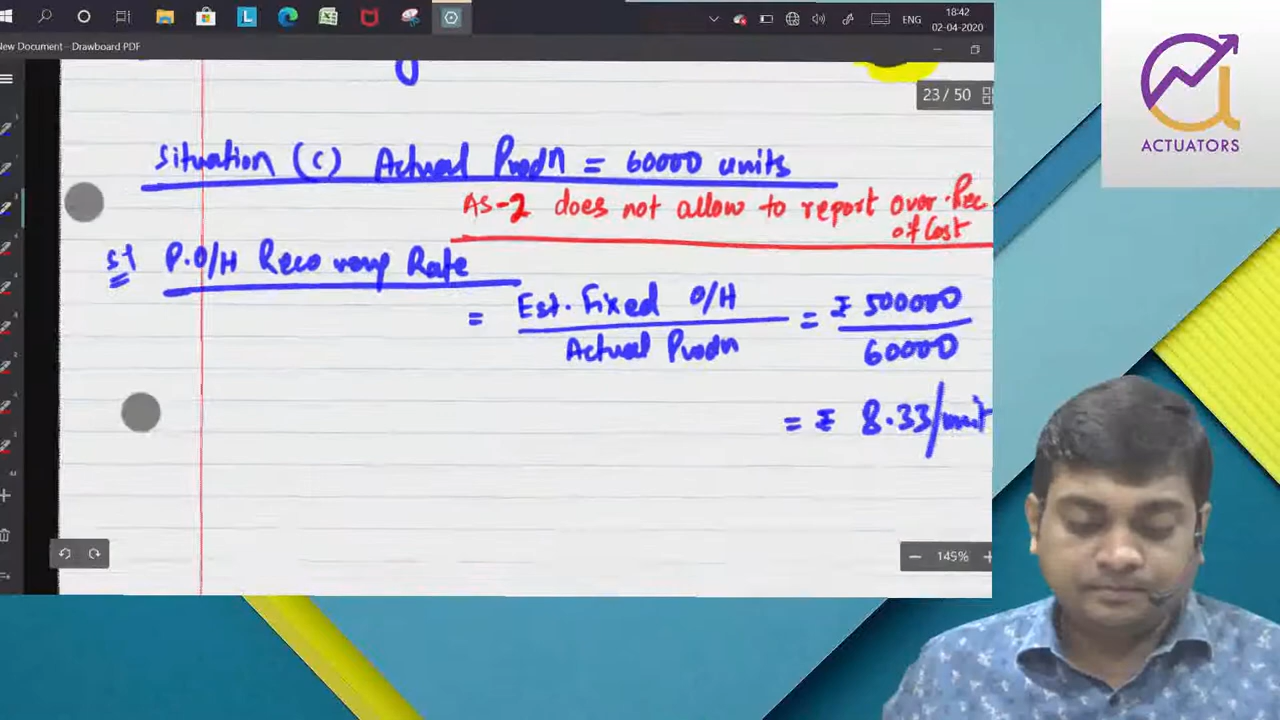 18:42
ENG
02-04-2020
New Document - Drawboard PDF
23 / 50
ACTUATORS
Situation (c) Actual Prodn = 60000 units
AS-2 does not allow to report over-Rec
of Cost
S1 P.O/H Recovery Rate
= Est. Fixed O/H = ₹ 500000
Actual Prodn 60000
= ₹ 8.33/unit
149%